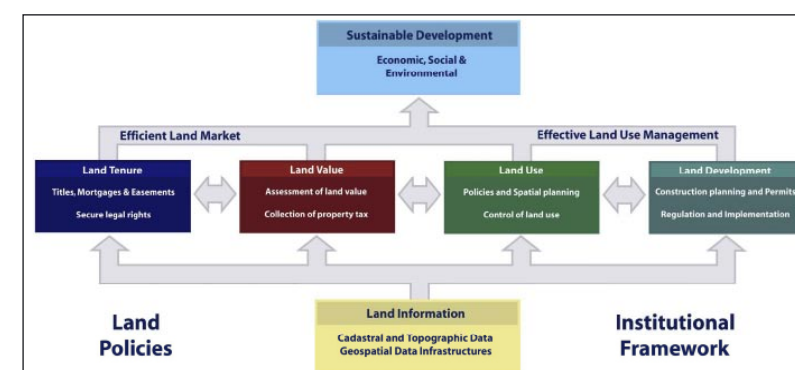 Sustainable Development
Economic, Social &
Environmental
Efficient Land Market
Effective Land Use Management
Land Tenure
Titles, Mortgages & Easements
Secure legal rights
Land Value
Assessment of land value
Collection of property tax
Land Use
Policies and Spatial planning
Control of land use
Land Development
Construction planning and Permits
Regulation and Implementation
Land
Policies
Land Information
Cadastral and Topographic Data
Geospatial Data Infrastructures
Institutional
Framework